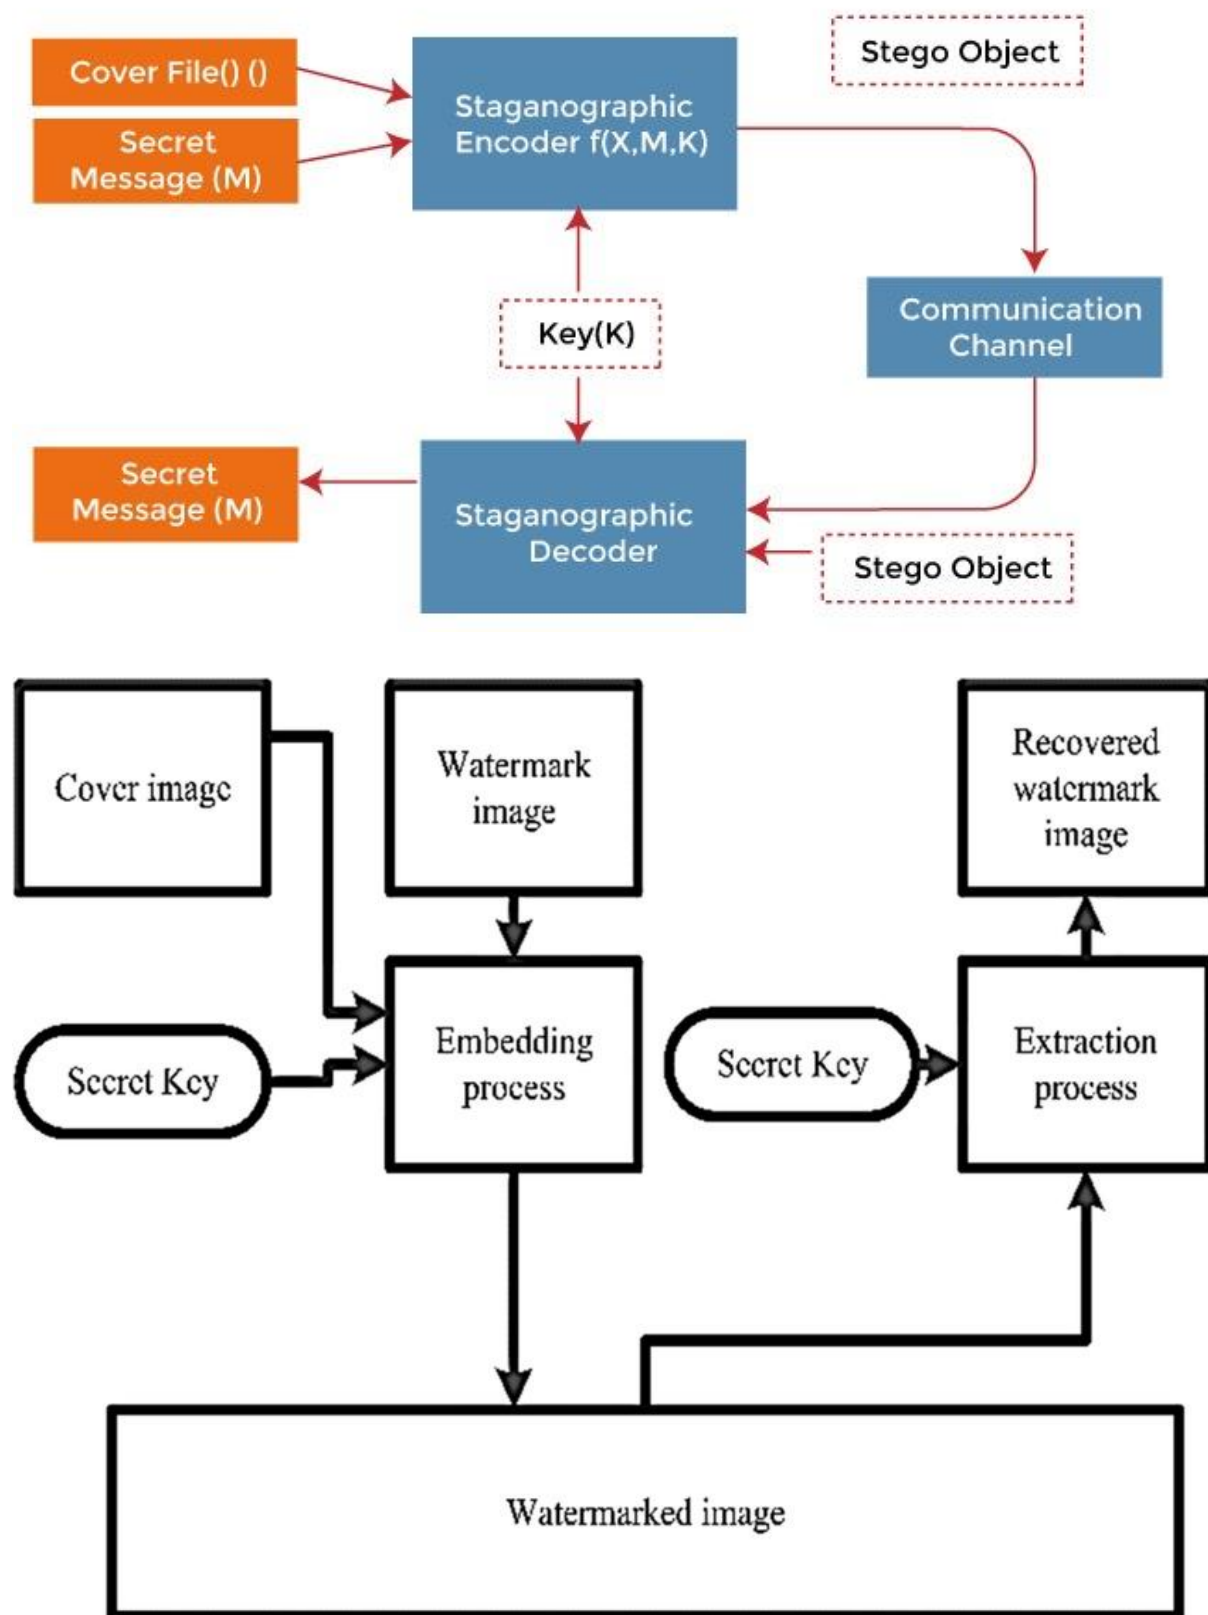 Cover File() ()
Stego Object
Staganographic
Encoder f(X,M,K)
Secret
Message (M)
Communication
Channel
Key(K)
Secret
Message (M)
Staganographic
Decoder
Stego Object
Cover image
Watermark
image
Recovered
watermark
image
Secret Key
Embedding
process
Secret Key
Extraction
process
Watermarked image